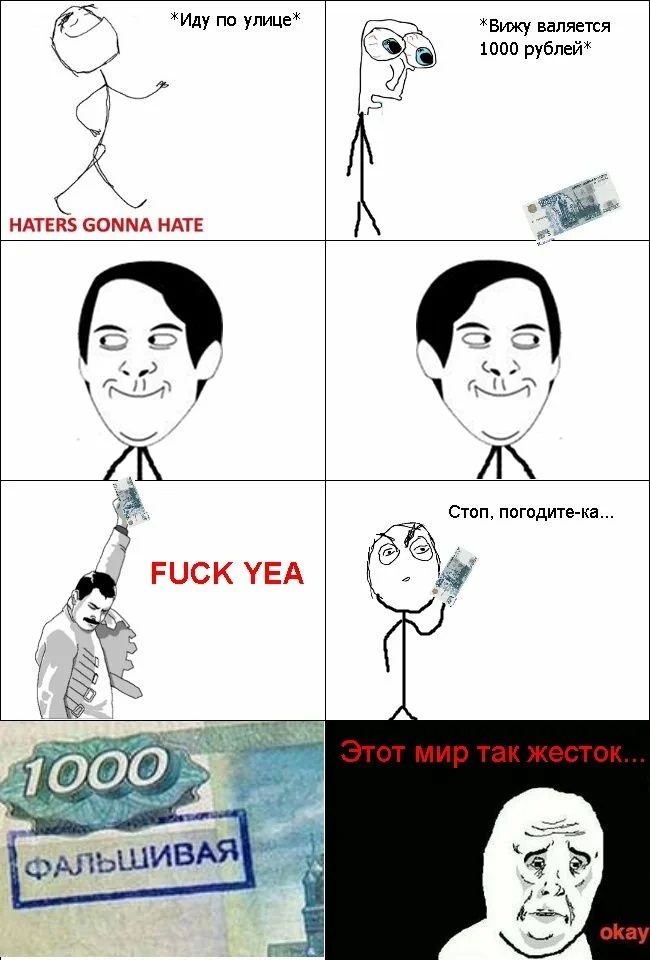 *Иду по улице*
HATERS GONNA HATE
*Вижу валяется
1000 рублей*
FUCK YEA
Стоп, погодите-ка...
1000
ФАЛЬШИВАЯ
Этот мир так жесток...
okay